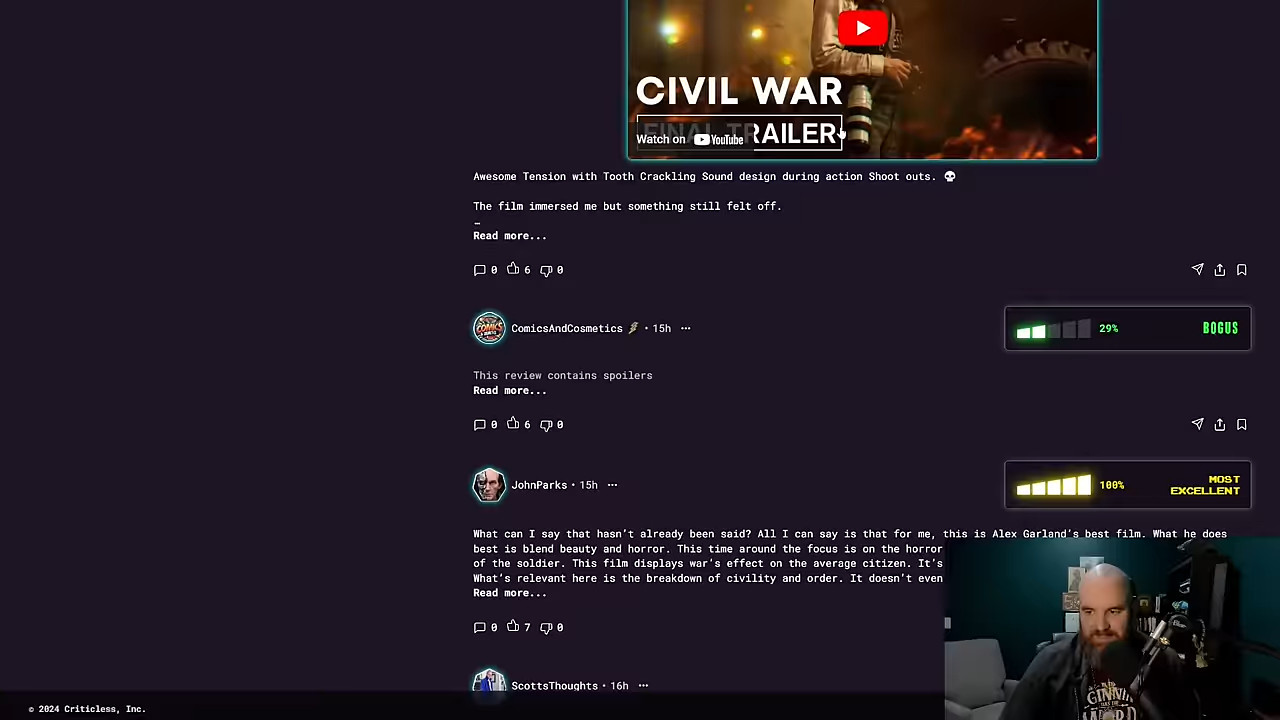 CIVIL WAR
FINAL TRAILER
Watch on YouTube
Awesome Tension with Tooth Crackling Sound design during action Shoot outs. 💀
The film immersed me but something still felt off.
_
Read more...
0 6 0
ComicsAndCosmetics ⚡ • 15h •••
29% BOGUS
This review contains spoilers
Read more...
0 6 0
JohnParks • 15h •••
100% MOST
EXCELLENT
What can I say that hasn't already been said? All I can say is that for me, this is Alex Garland's best film. What he does
best is blend beauty and horror. This time around the focus is on the horror
of the soldier. This film displays war's effect on the average citizen. It's
What's relevant here is the breakdown of civility and order. It doesn't even
Read more...
0 7 0
ScottsThoughts • 16h •••
© 2024 Criticless, Inc.